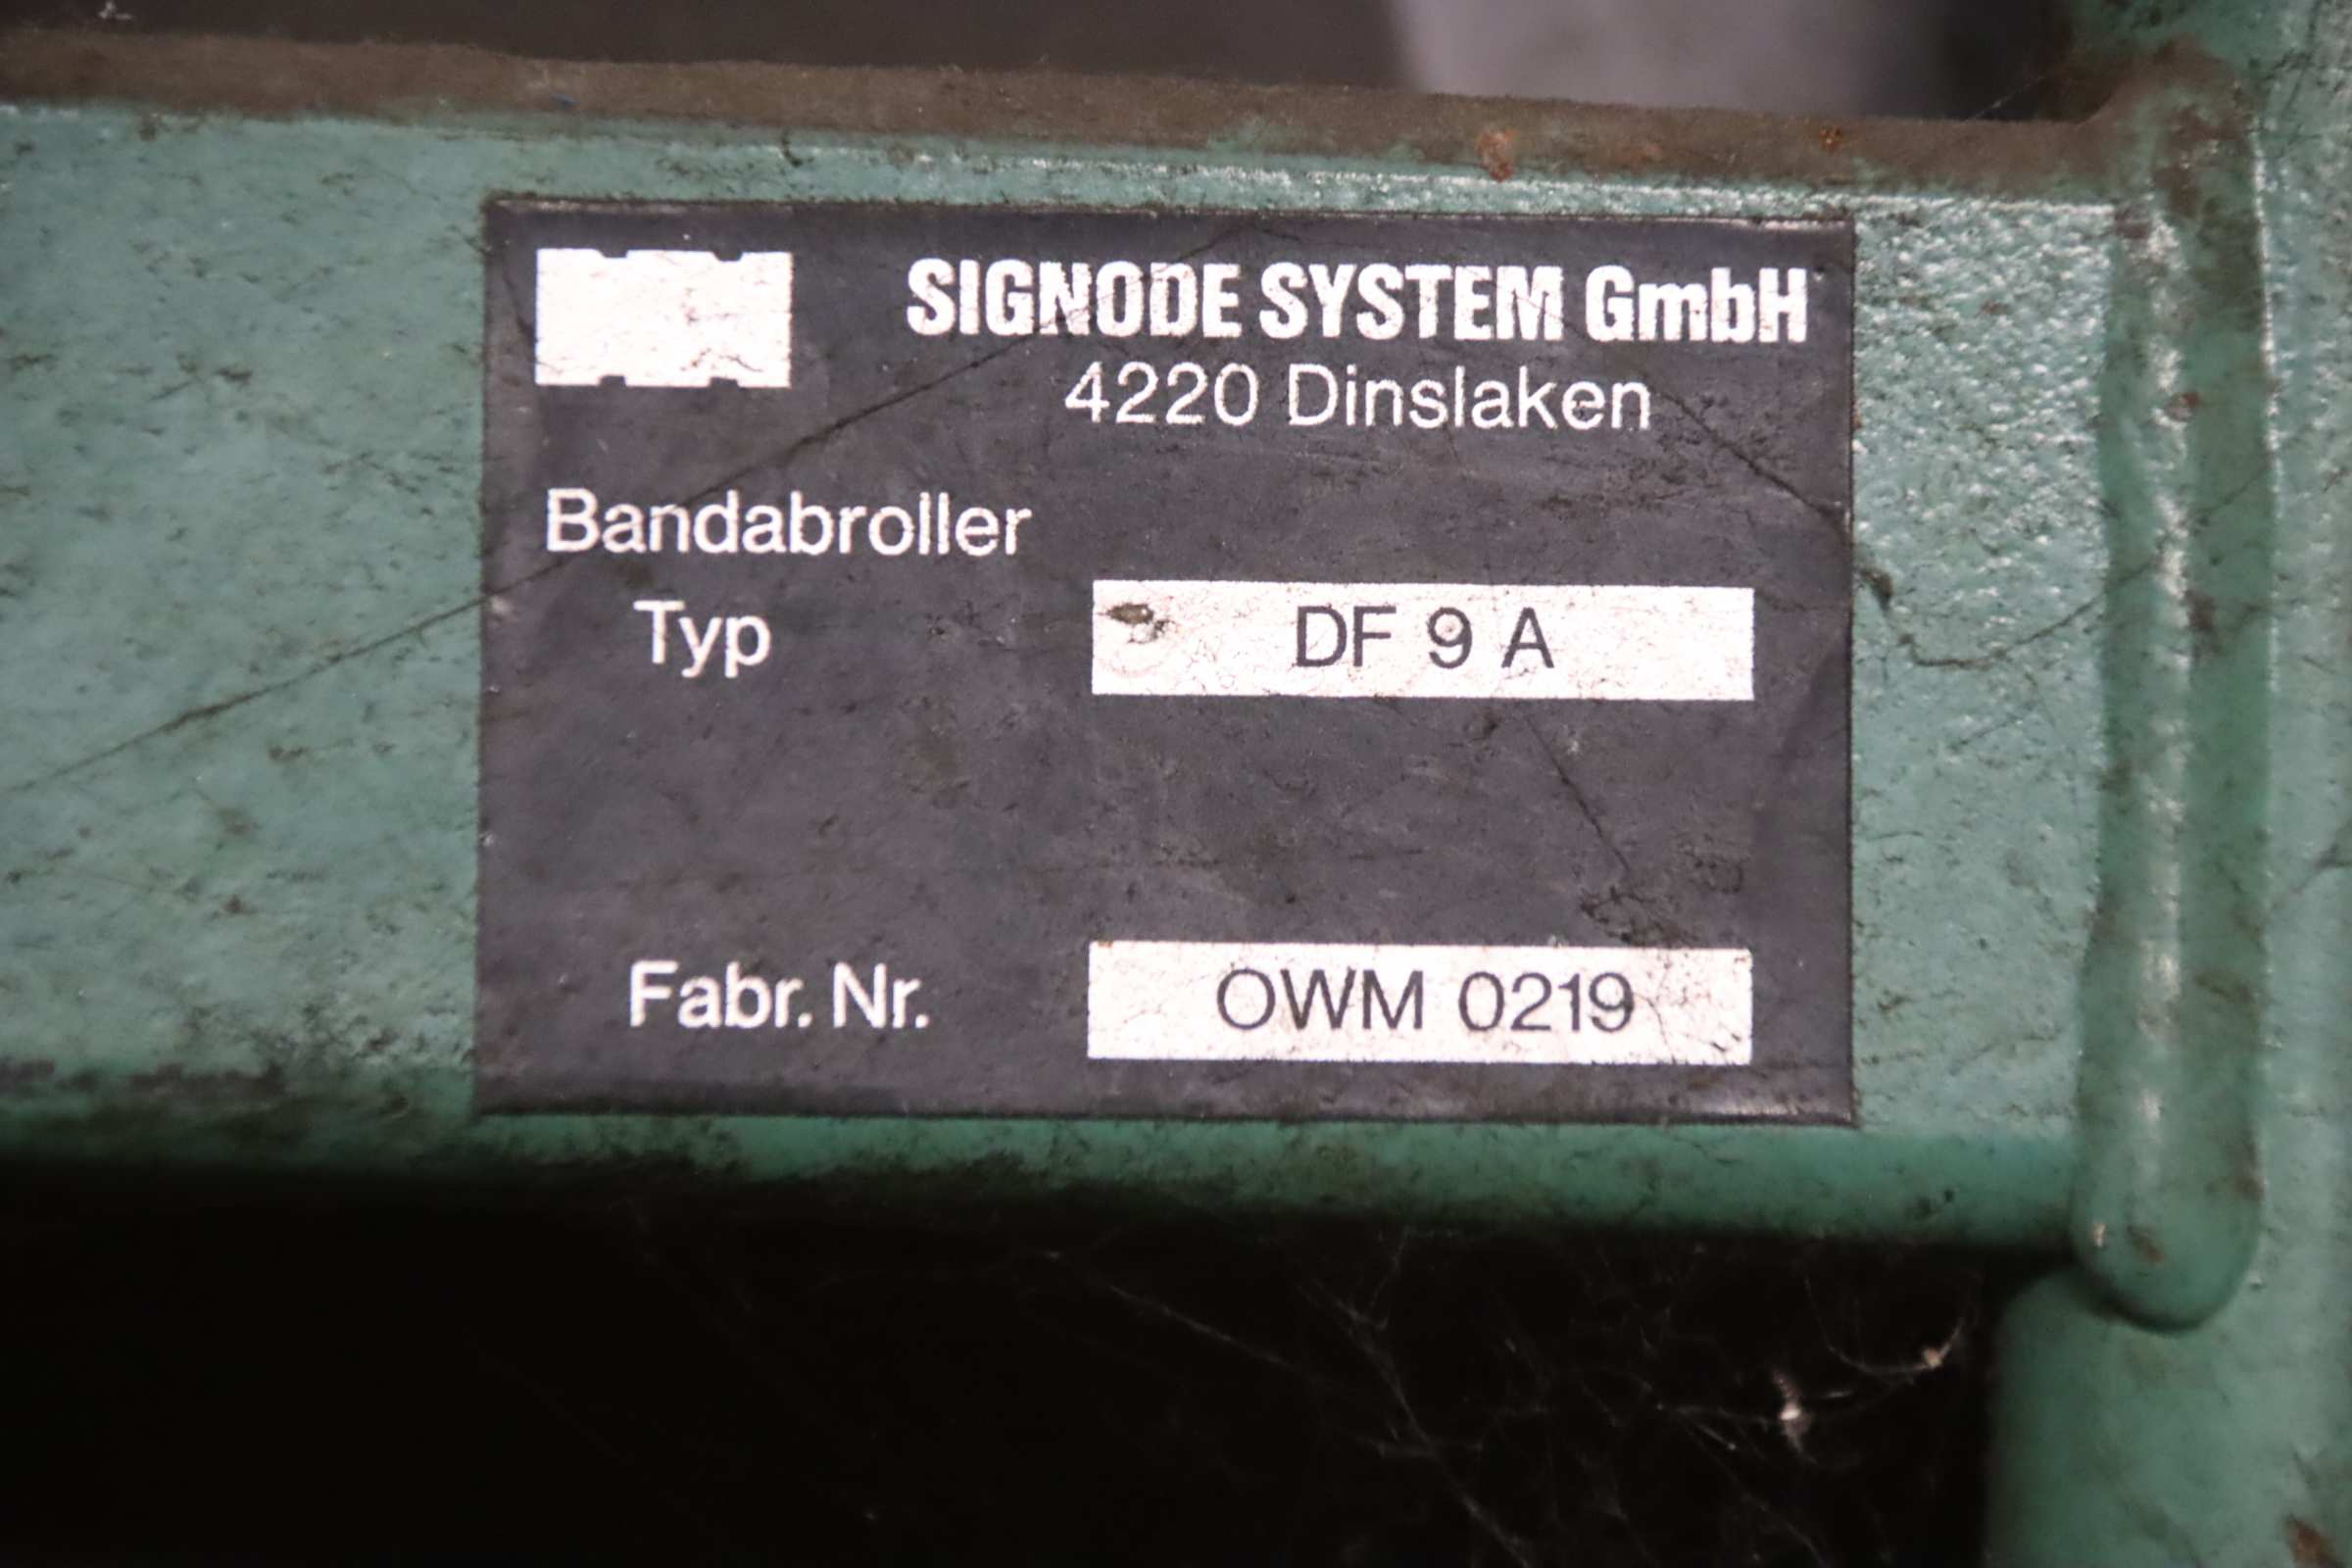 SIGNODE SYSTEM GmbH
4220 Dinslaken
Bandabroller
Typ DF 9 A
Fabr. Nr. OWM 0219